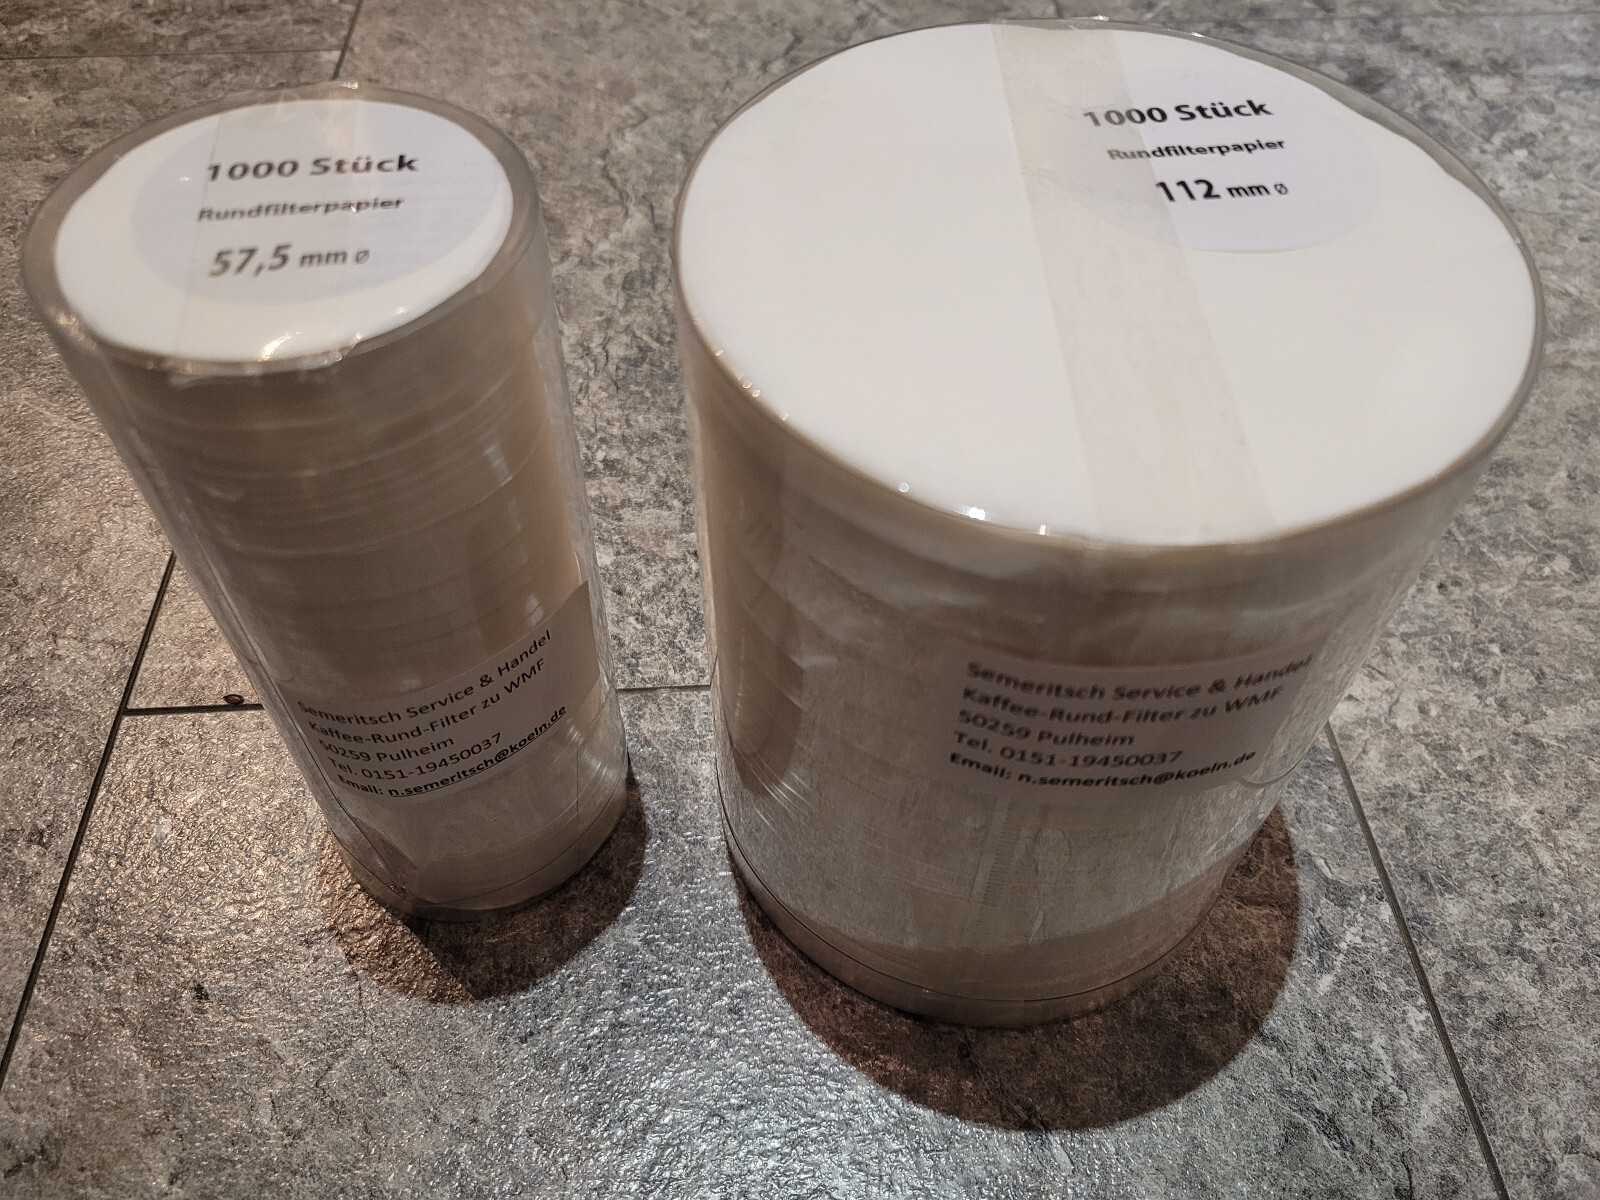 1000 Stück
Rundfilterpapier
57,5 mm ⌀
Semeritsch Service & Handel
Kaffee-Rund-Filter zu WMF
50259 Pulheim
Tel. 0151-19450037
Email: n.semeritsch@koeln.de
1000 Stück
Rundfilterpapier
112 mm ⌀
Semeritsch Service & Handel
Kaffee-Rund-Filter zu WMF
50259 Pulheim
Tel. 0151-19450037
Email: n.semeritsch@koeln.de